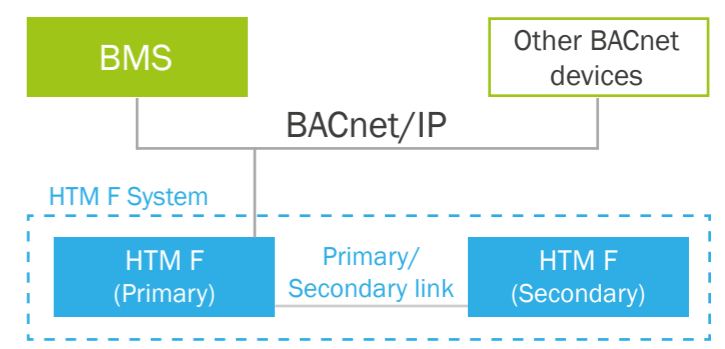 BMS
Other BACnet
devices
BACnet/IP
HTM F System
HTM F
(Primary)
Primary/
Secondary link
HTM F
(Secondary)